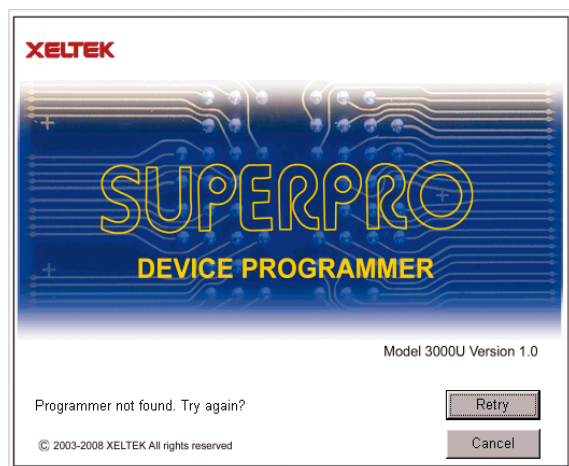 XELTEK
SUPERPRO
DEVICE PROGRAMMER
Model 3000U Version 1.0
Programmer not found. Try again?
Retry
© 2003-2008 XELTEK All rights reserved
Cancel